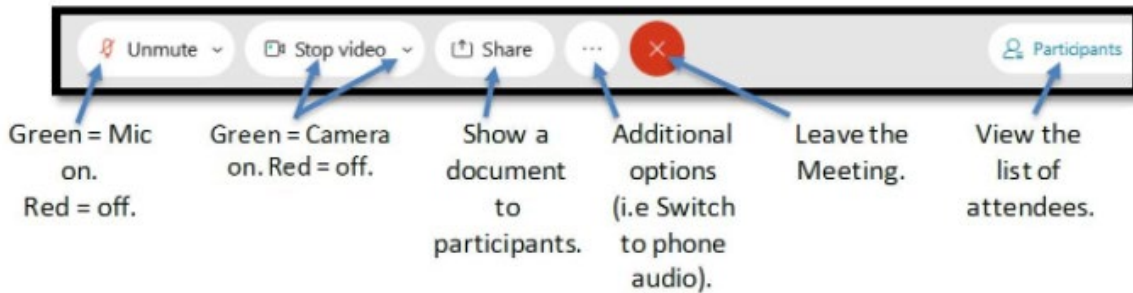 Unmute
Stop video
Share
Participants
Green = Mic
on.
Red = off.
Green = Camera
on. Red = off.
Show a
document
to
participants.
Additional
options
(i.e Switch
to phone
audio).
Leave the
Meeting.
View the
list of
attendees.